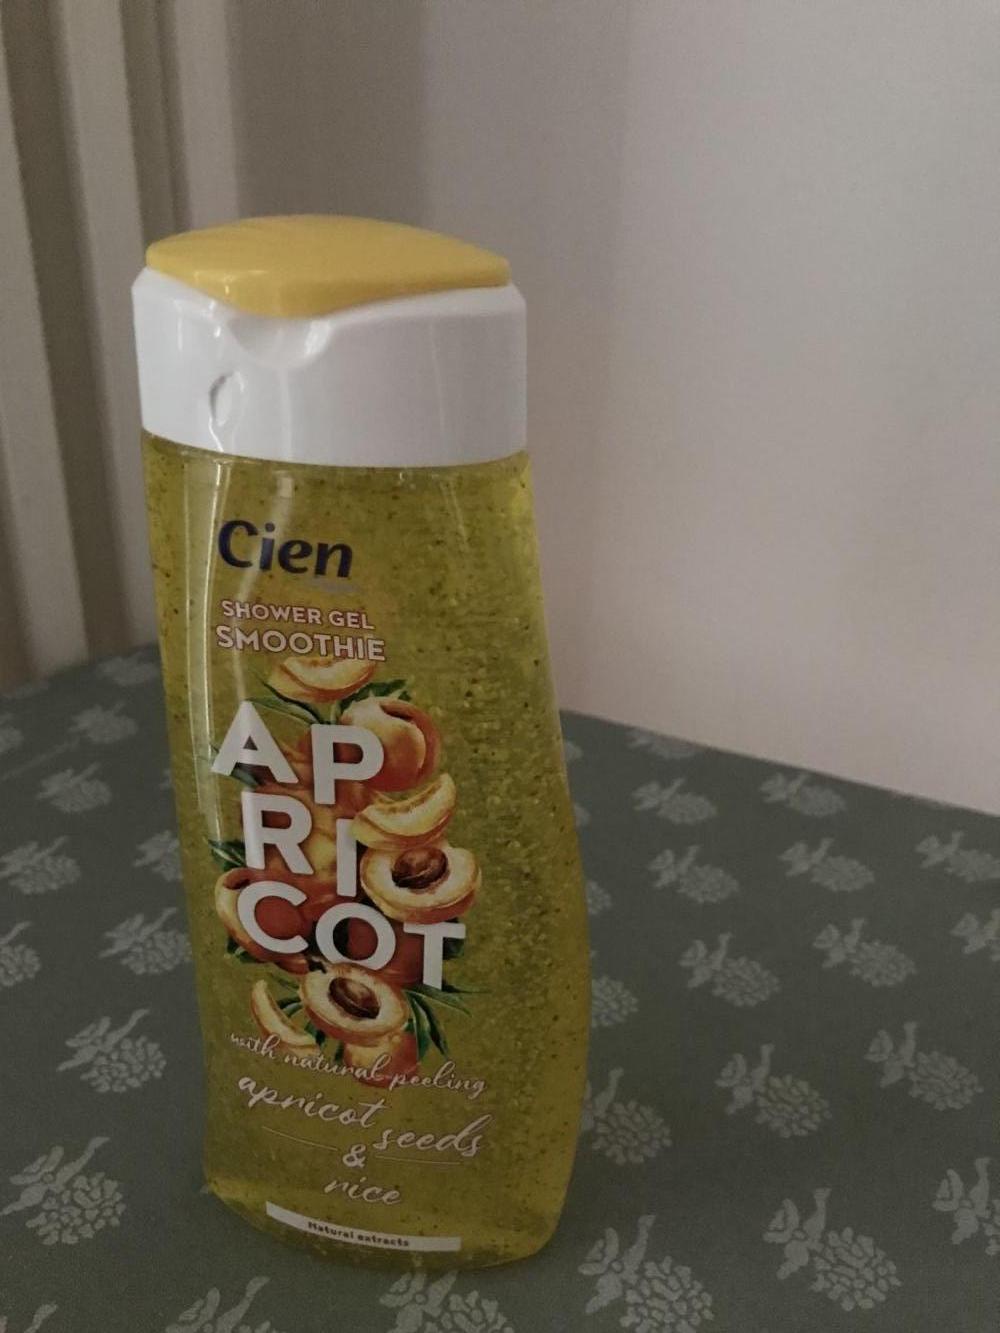 Cien
SHOWER GEL
SMOOTHIE
AP
RI
COT
with natural peeling
apricot seeds
&
rice
Natural extracts